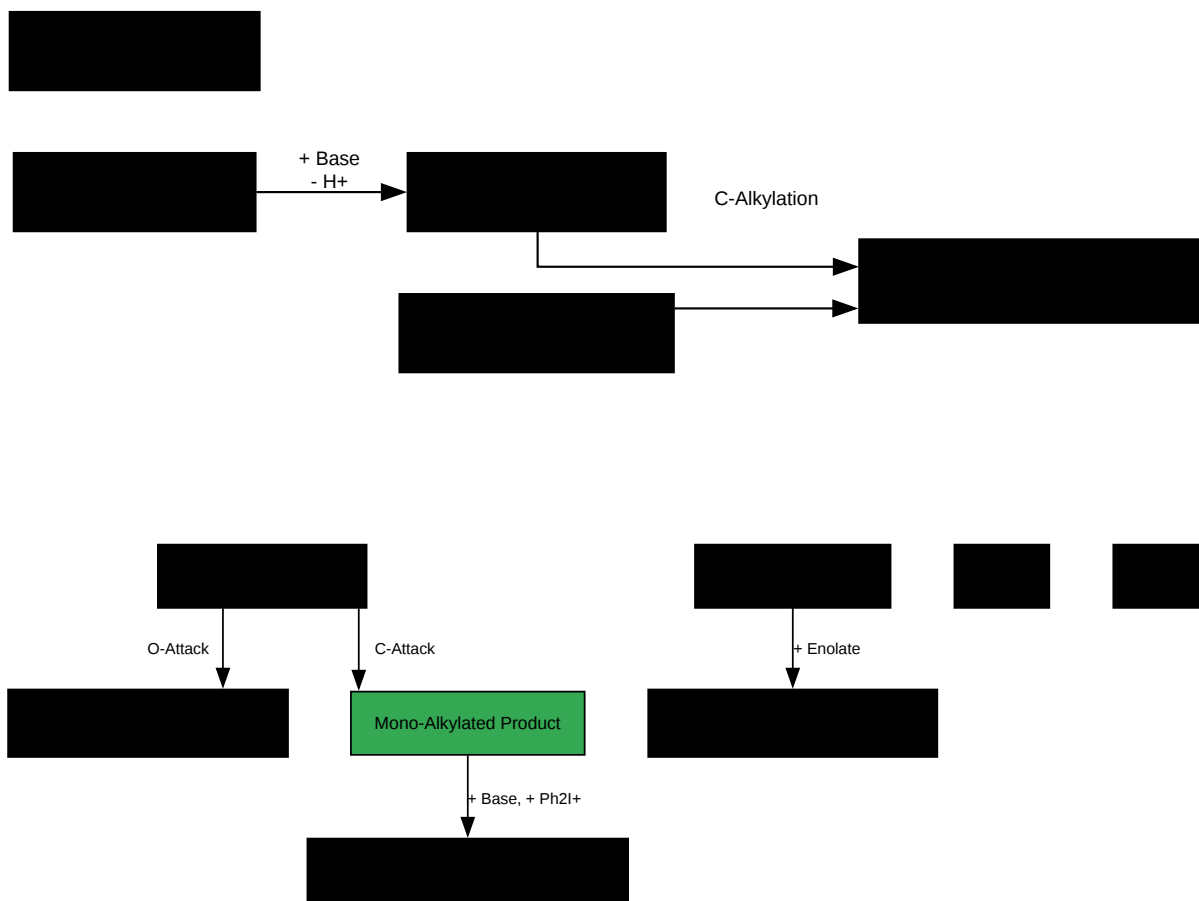 + Base
- H+
C-Alkylation
O-Attack
C-Attack
+ Enolate
Mono-Alkylated Product
+ Base, + Ph2I+